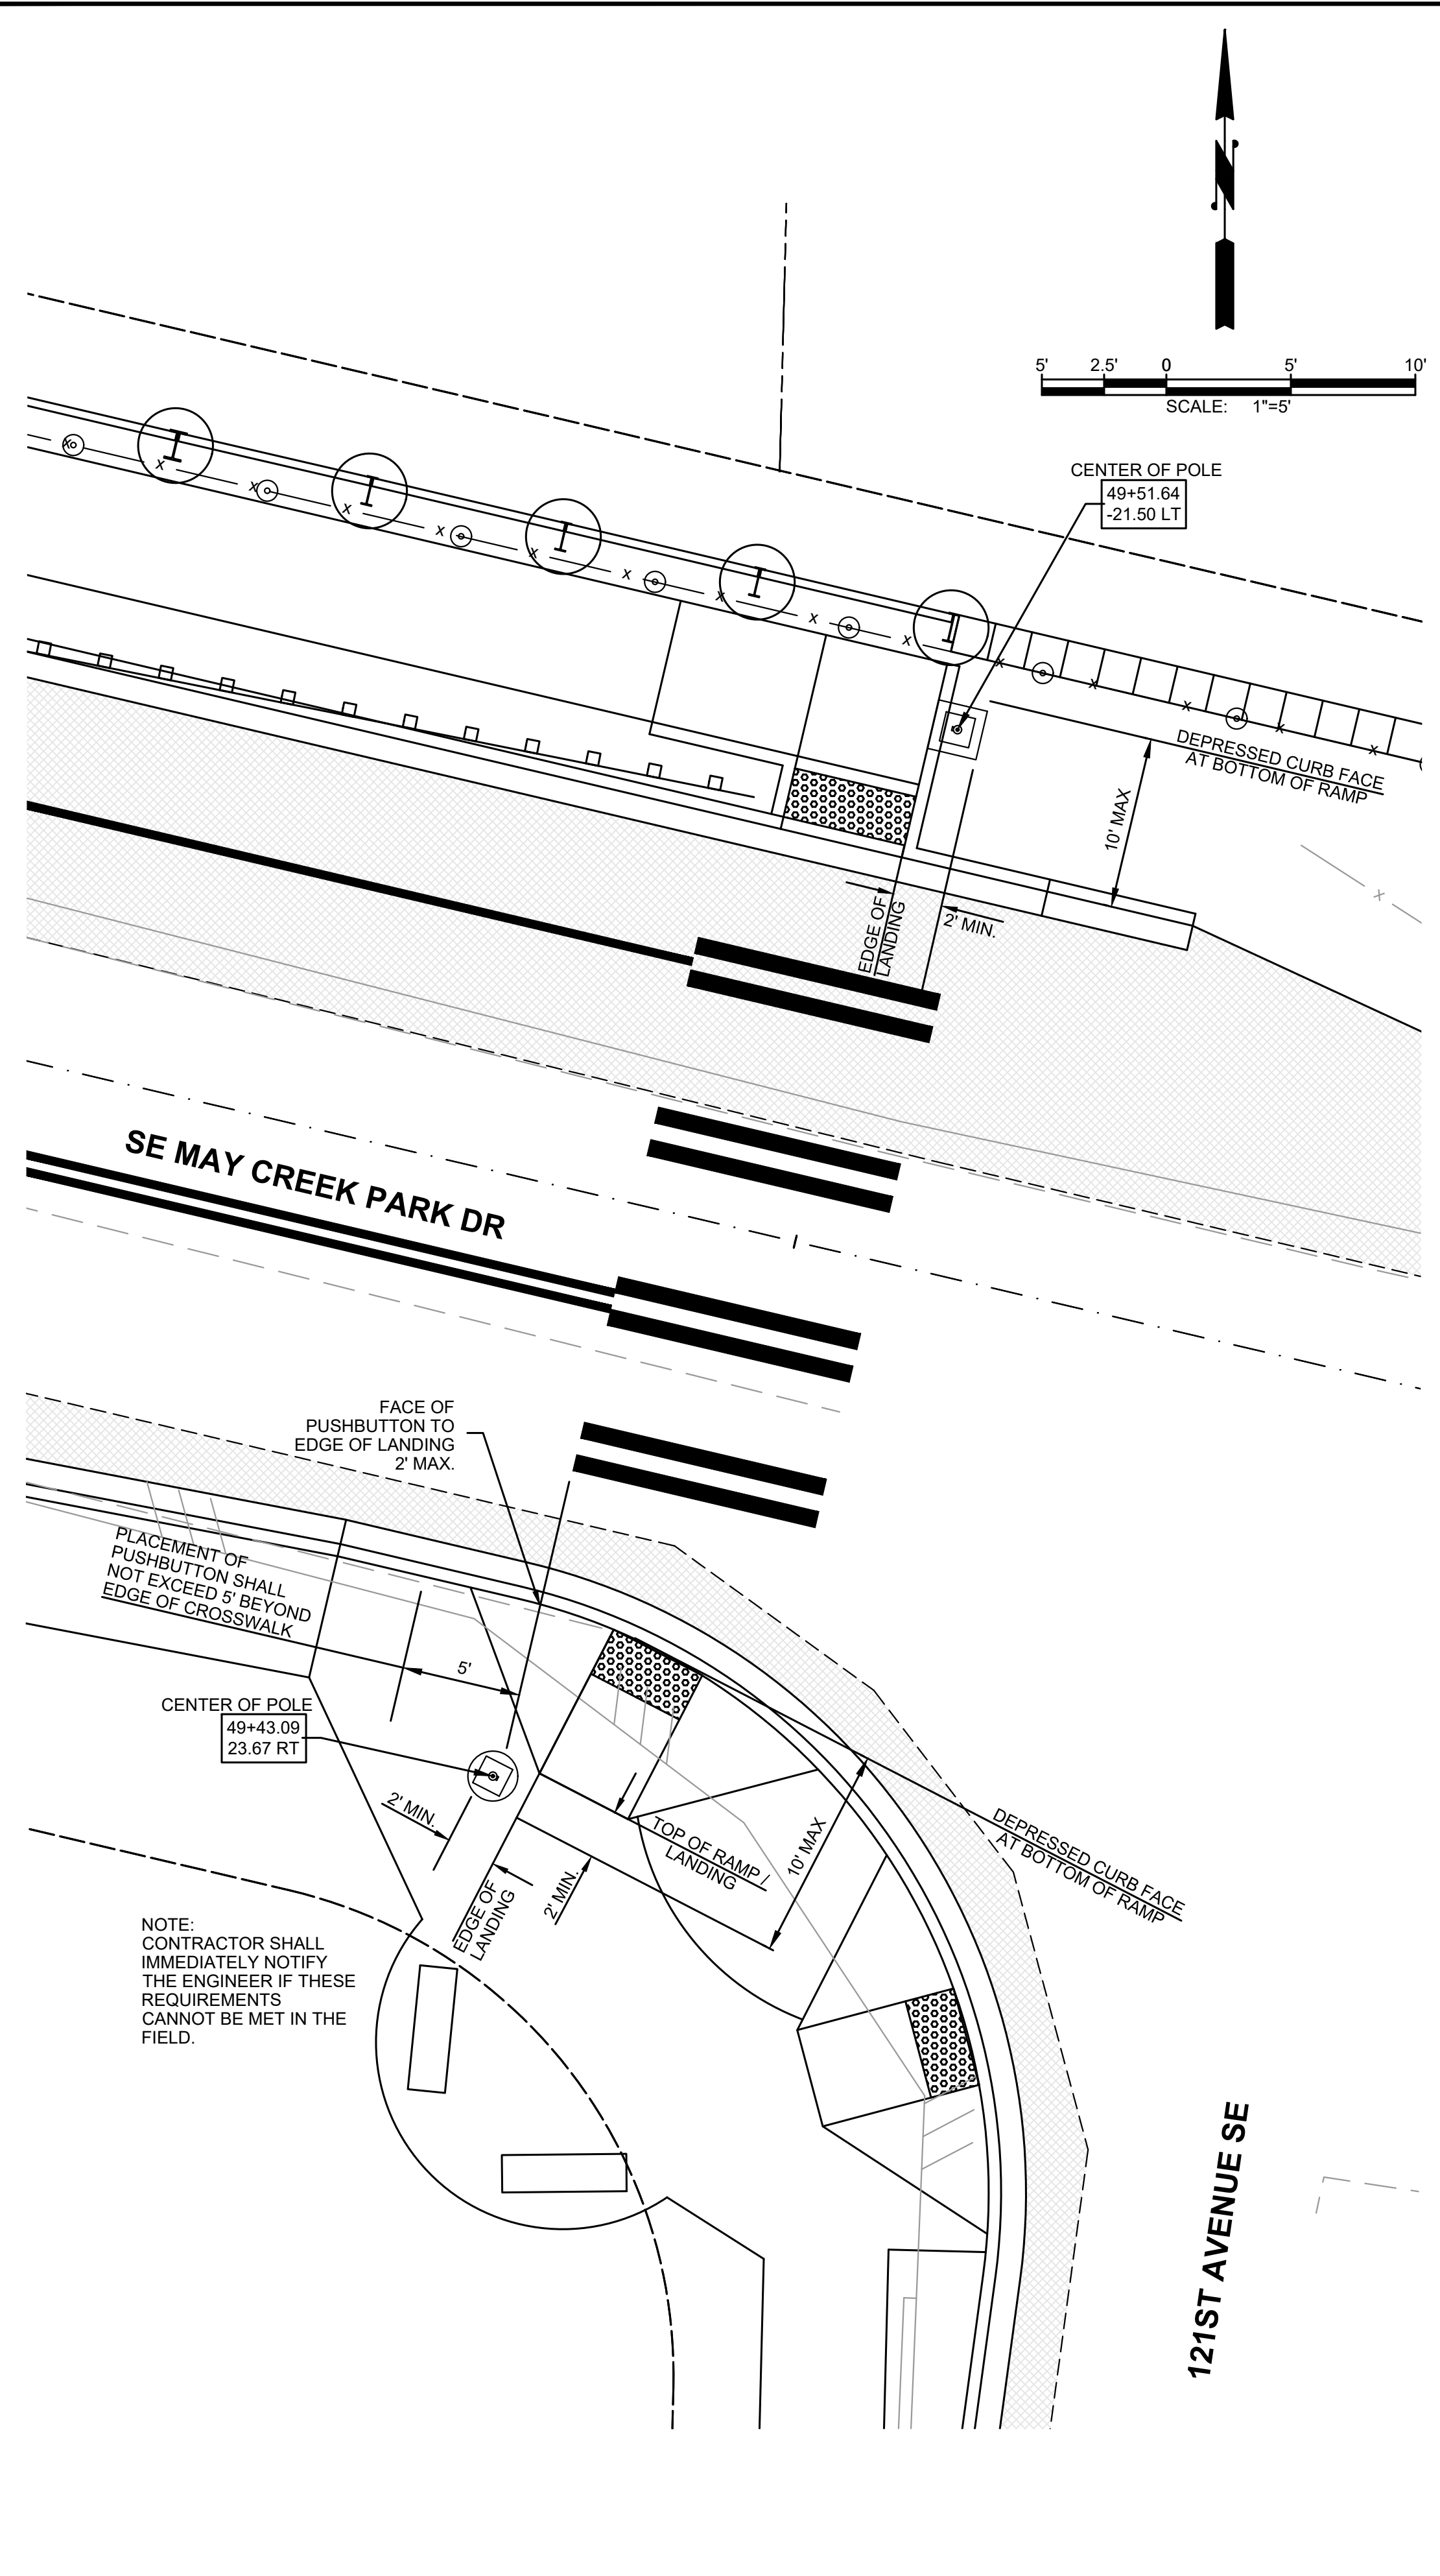 N
5' 2.5' 0 5' 10'
SCALE: 1"=5'
CENTER OF POLE
49+51.64
-21.50 LT
I
I
I
I
I
x x x x x x x x x x x x x x x
DEPRESSED CURB FACE
AT BOTTOM OF RAMP
10' MAX
x
EDGE OF
LANDING
2' MIN.
SE MAY CREEK PARK DR
FACE OF
PUSHBUTTON TO
EDGE OF LANDING
2' MAX.
PLACEMENT OF
PUSHBUTTON SHALL
NOT EXCEED 5' BEYOND
EDGE OF CROSSWALK
5'
CENTER OF POLE
49+43.09
23.67 RT
2' MIN.
TOP OF RAMP /
LANDING
10' MAX
DEPRESSED CURB FACE
AT BOTTOM OF RAMP
EDGE OF
LANDING
2' MIN.
NOTE:
CONTRACTOR SHALL
IMMEDIATELY NOTIFY
THE ENGINEER IF THESE
REQUIREMENTS
CANNOT BE MET IN THE
FIELD.
121ST AVENUE SE